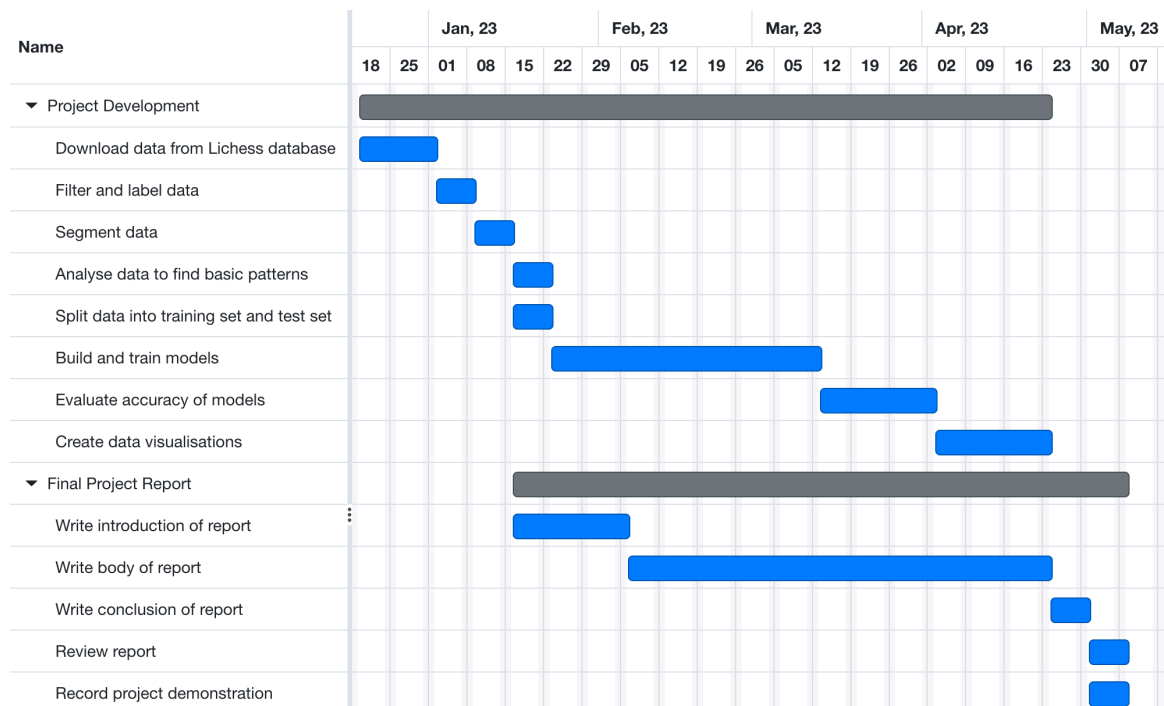 Name
Jan, 23 Feb, 23 Mar, 23 Apr, 23 May, 23
18 25 01 08 15 22 29 05 12 19 26 05 12 19 26 02 09 16 23 30 07
Project Development
Download data from Lichess database
Filter and label data
Segment data
Analyse data to find basic patterns
Split data into training set and test set
Build and train models
Evaluate accuracy of models
Create data visualisations
Final Project Report
Write introduction of report
Write body of report
Write conclusion of report
Review report
Record project demonstration